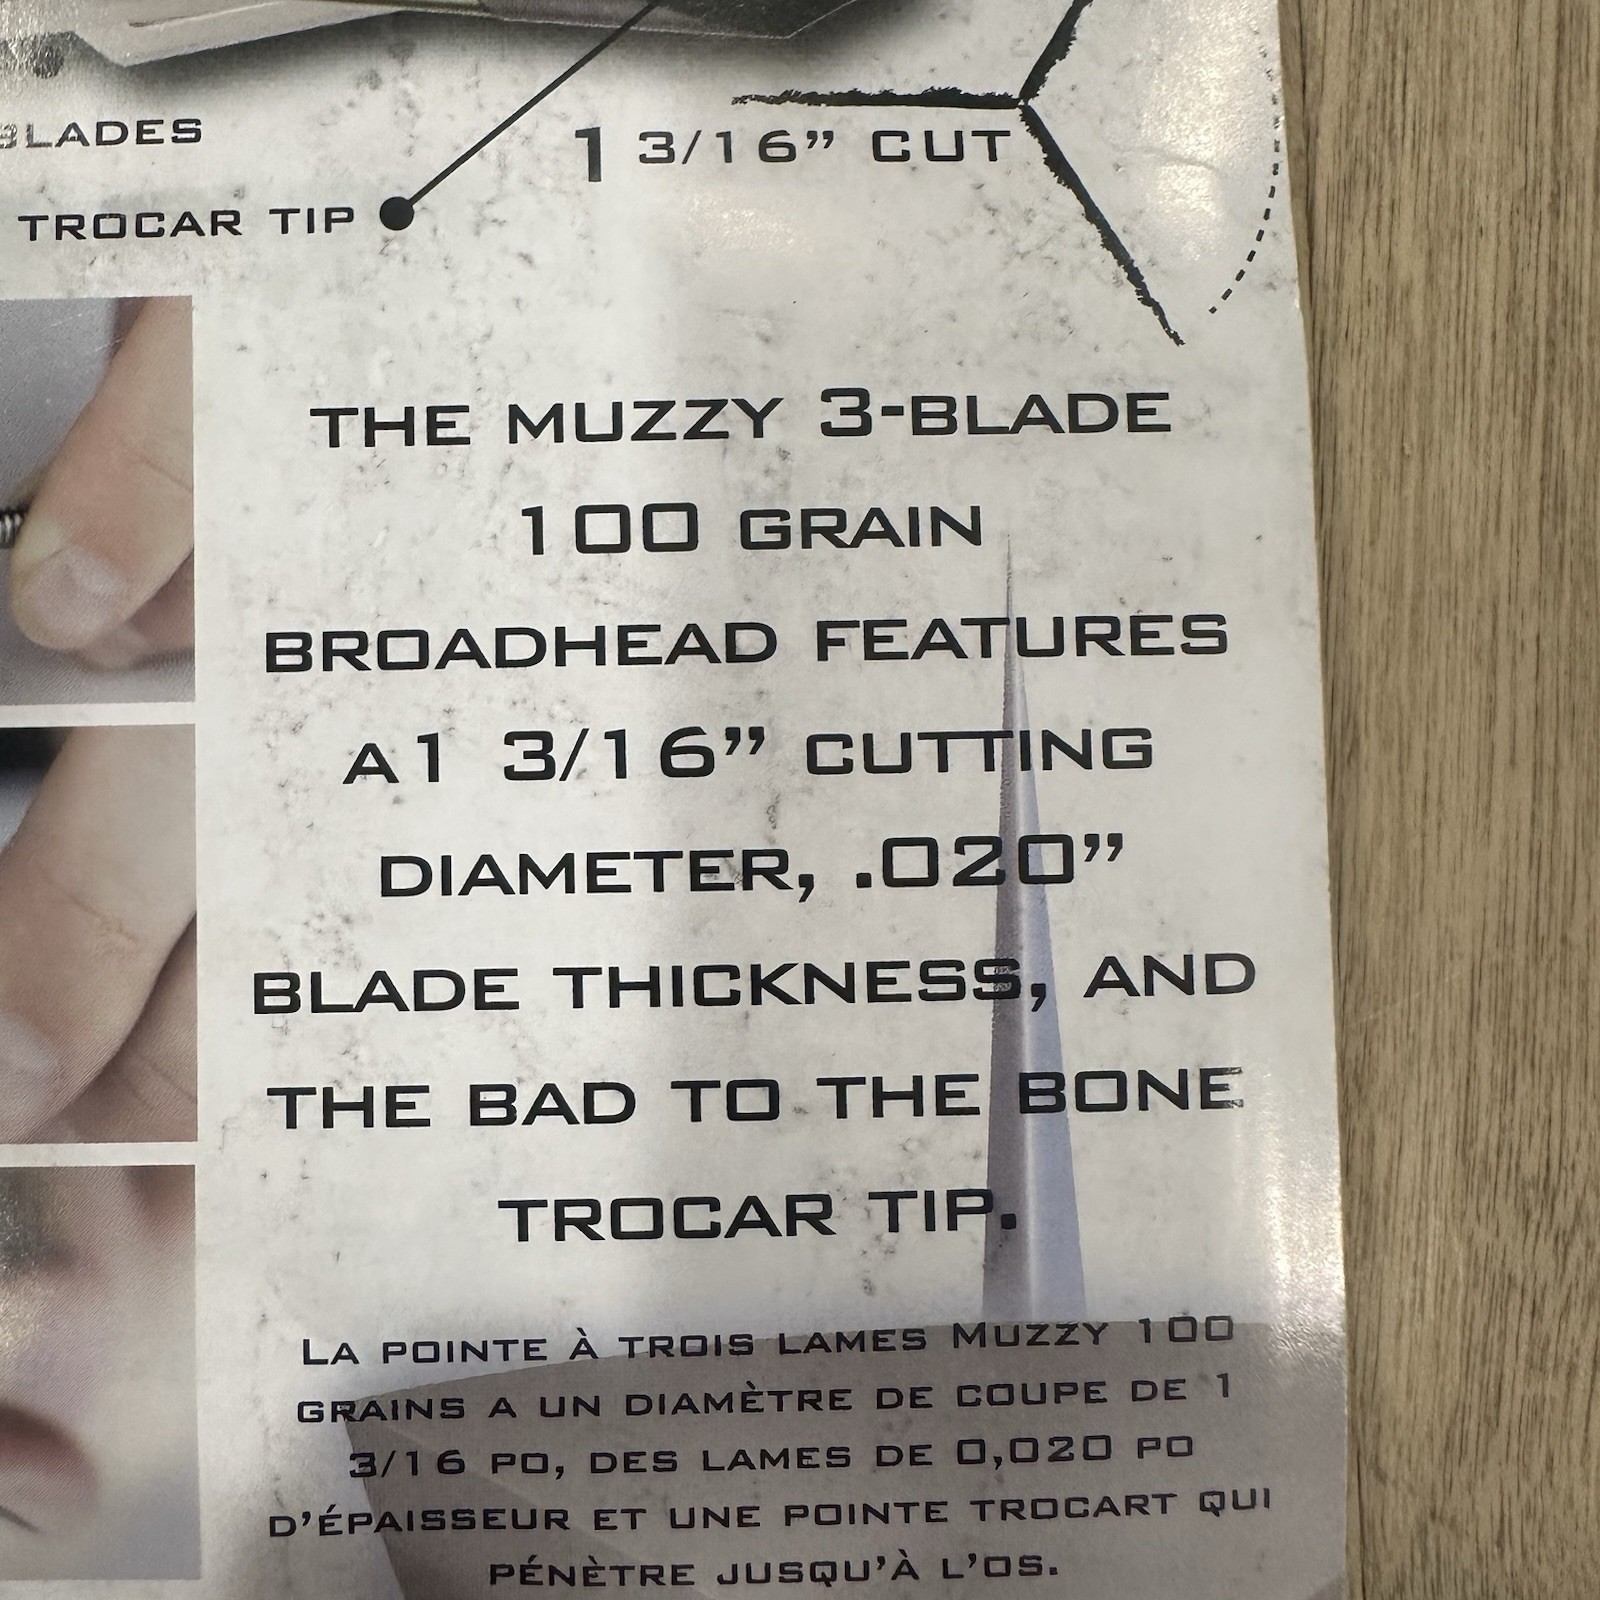 BLADES
TROCAR TIP
1 3/16” CUT
THE MUZZY 3-BLADE
100 GRAIN
BROADHEAD FEATURES
A1 3/16” CUTTING
DIAMETER, .020”
BLADE THICKNESS, AND
THE BAD TO THE BONE
TROCAR TIP.
LA POINTE À TROIS LAMES MUZZY 100
GRAINS A UN DIAMÈTRE DE COUPE DE 1
3/16 PO, DES LAMES DE 0,020 PO
D’ÉPAISSEUR ET UNE POINTE TROCART QUI
PÉNÈTRE JUSQU’À L’OS.